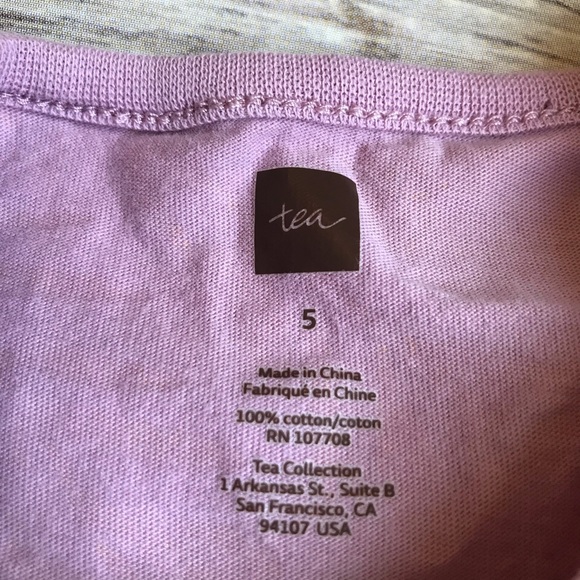 tea
5
Made in China
Fabriqué en Chine
100% cotton/coton
RN 107708
Tea Collection
1 Arkansas St., Suite B
San Francisco, CA
94107 USA